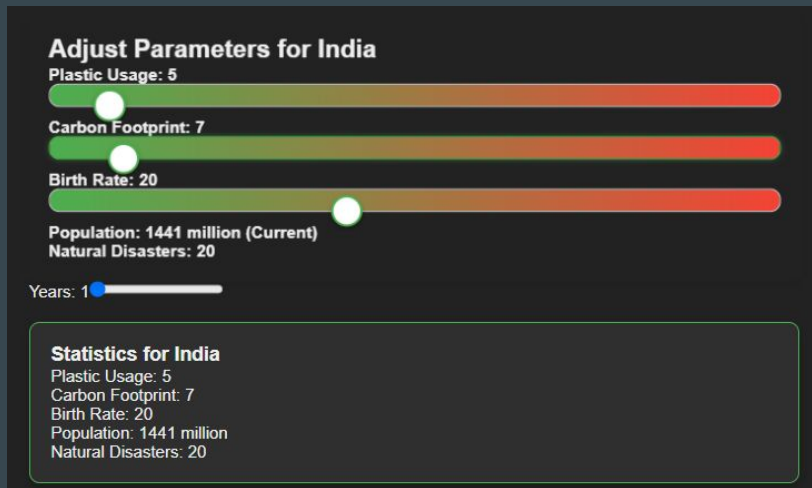 Adjust Parameters for India
Plastic Usage: 5
Carbon Footprint: 7
Birth Rate: 20
Population: 1441 million (Current)
Natural Disasters: 20
Years: 1
Statistics for India
Plastic Usage: 5
Carbon Footprint: 7
Birth Rate: 20
Population: 1441 million
Natural Disasters: 20